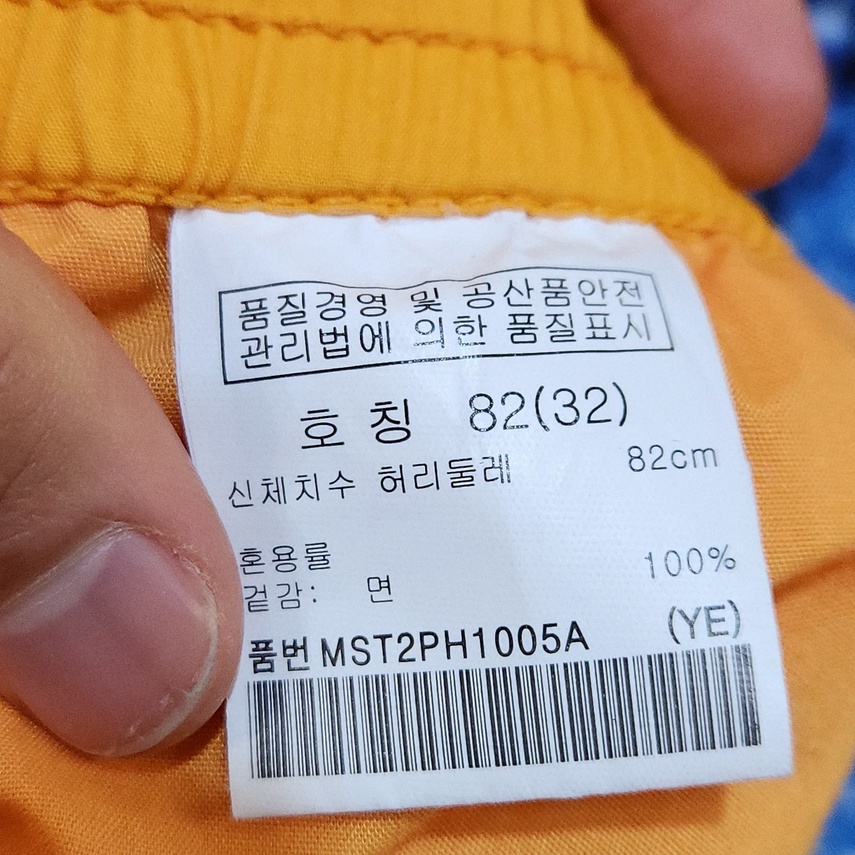 품질경영 및 공산품안전
관리법에 의한 품질표시
호 칭 82(32)
신체치수 허리둘레 82cm
혼용률
겉감: 면 100%
품번 MST2PH1005A (YE)